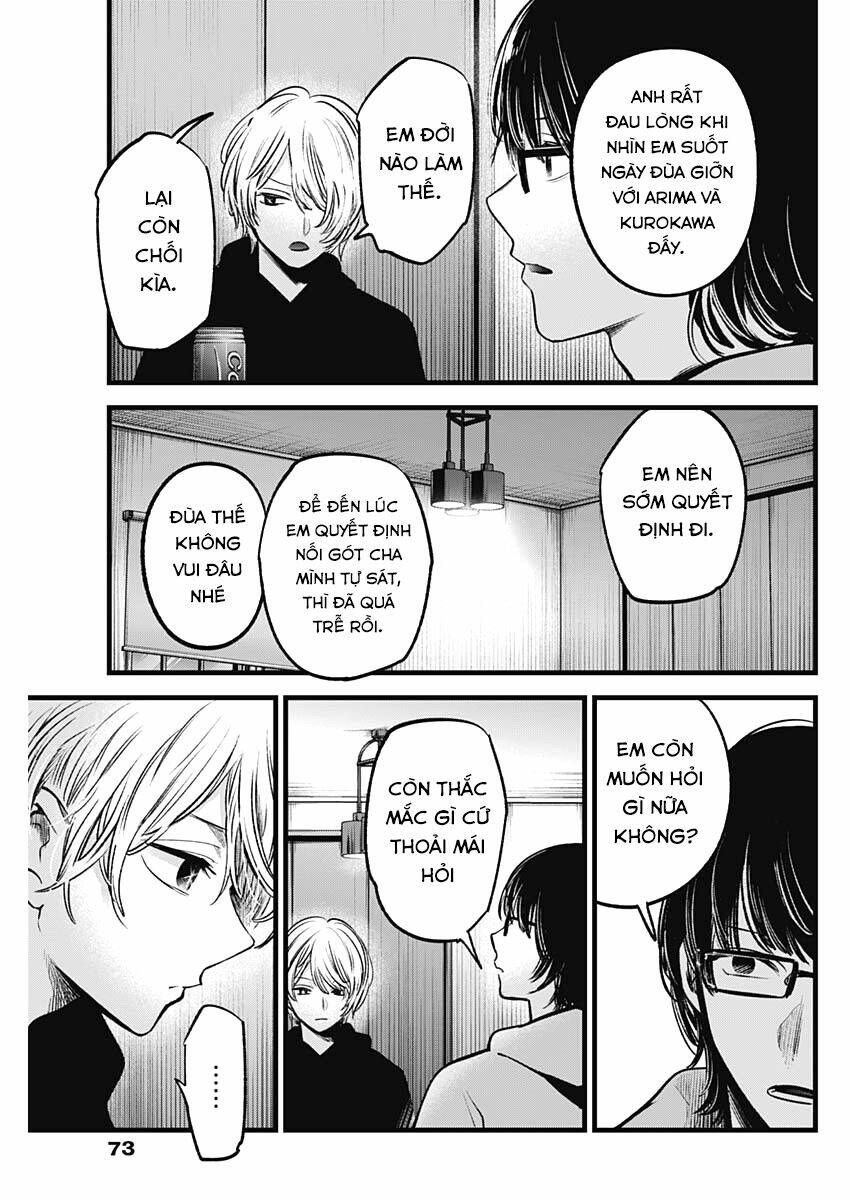 ANH RẤT
ĐAU LÒNG KHI
NHÌN EM SUỐT
NGÀY ĐÙA GIỠN
VỚI ARIMA VÀ
KUROKAWA
ĐẤY.
EM ĐỜI
NÀO LÀM
THẾ.
LẠI
CÒN
CHỐI
KÌA.
EM NÊN
SỚM QUYẾT
ĐỊNH ĐI.
ĐỂ ĐẾN LÚC
EM QUYẾT ĐỊNH
NỐI GÓT CHA
MÌNH TỰ SÁT,
THÌ ĐÃ QUÁ
TRỄ RỒI.
ĐÙA THẾ
KHÔNG
VUI ĐÂU
NHÉ
EM CÒN
MUỐN HỎI
GÌ NỮA
KHÔNG?
CÒN THẮC
MẮC GÌ CỨ
THOẢI MÁI
HỎI
......
73